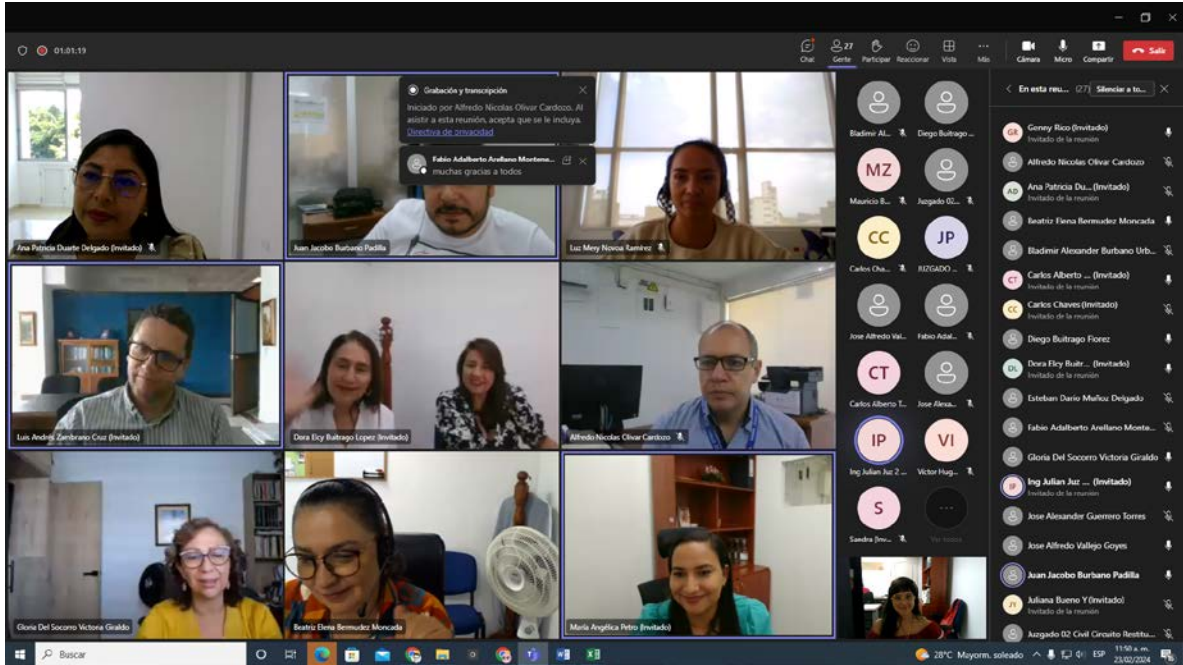 01:01:19
27
Chat
Gente
Participar
Reaccionar
Vista
Más
Cámara
Micro
Compartir
Salir
Grabación y transcripción
Iniciado por Alfredo Nicolas Olivar Cardozo. Al
asistir a esta reunión, acepta que se le incluya.
Directiva de privacidad
Fabio Adalberto Arellano Montene...
muchas gracias a todos
Ana Patricia Duarte Delgado (Invitado)
Juan Jacobo Burbano Padilla
Luz Mery Novoa Ramirez
Luis Andrés Zambrano Cruz (Invitado)
Dora Elcy Buitrago Lopez (Invitado)
Alfredo Nicolas Olivar Cardozo
Gloria Del Socorro Victoria Giraldo
Beatriz Elena Bermudez Moncada
María Angélica Petro (Invitado)
Bladimir Al...
Diego Buitrago ...
MZ
Mauricio B...
Juzgado 02...
CC
JP
Carlos Cha...
JUZGADO ...
Jose Alfredo Val...
Fabio Adal...
CT
Carlos Alberto T...
Jose Alexa...
IP
VI
Ing Julian Juz 2 ...
Victor Hug...
S
Sandra (Inv...
Ver todos
En esta reu... (27)
Silenciar a to...
GR
Genny Rico (Invitado)
Invitado de la reunión
Alfredo Nicolas Olivar Cardozo
AD
Ana Patricia Du... (Invitado)
Invitado de la reunión
Beatriz Elena Bermudez Moncada
Bladimir Alexander Burbano Urb...
CT
Carlos Alberto ... (Invitado)
Invitado de la reunión
CC
Carlos Chaves (Invitado)
Invitado de la reunión
Diego Buitrago Florez
DL
Dora Elcy Buitr... (Invitado)
Invitado de la reunión
Esteban Dario Muñoz Delgado
Fabio Adalberto Arellano Monte...
Gloria Del Socorro Victoria Giraldo
IP
Ing Julian Juz ... (Invitado)
Invitado de la reunión
Jose Alexander Guerrero Torres
Jose Alfredo Vallejo Goyes
Juan Jacobo Burbano Padilla
JY
Juliana Bueno Y (Invitado)
Invitado de la reunión
Juzgado 02 Civil Circuito Restitu...
Buscar
28°C Mayorm. soleado
ESP
11:50 a. m.
23/02/2024